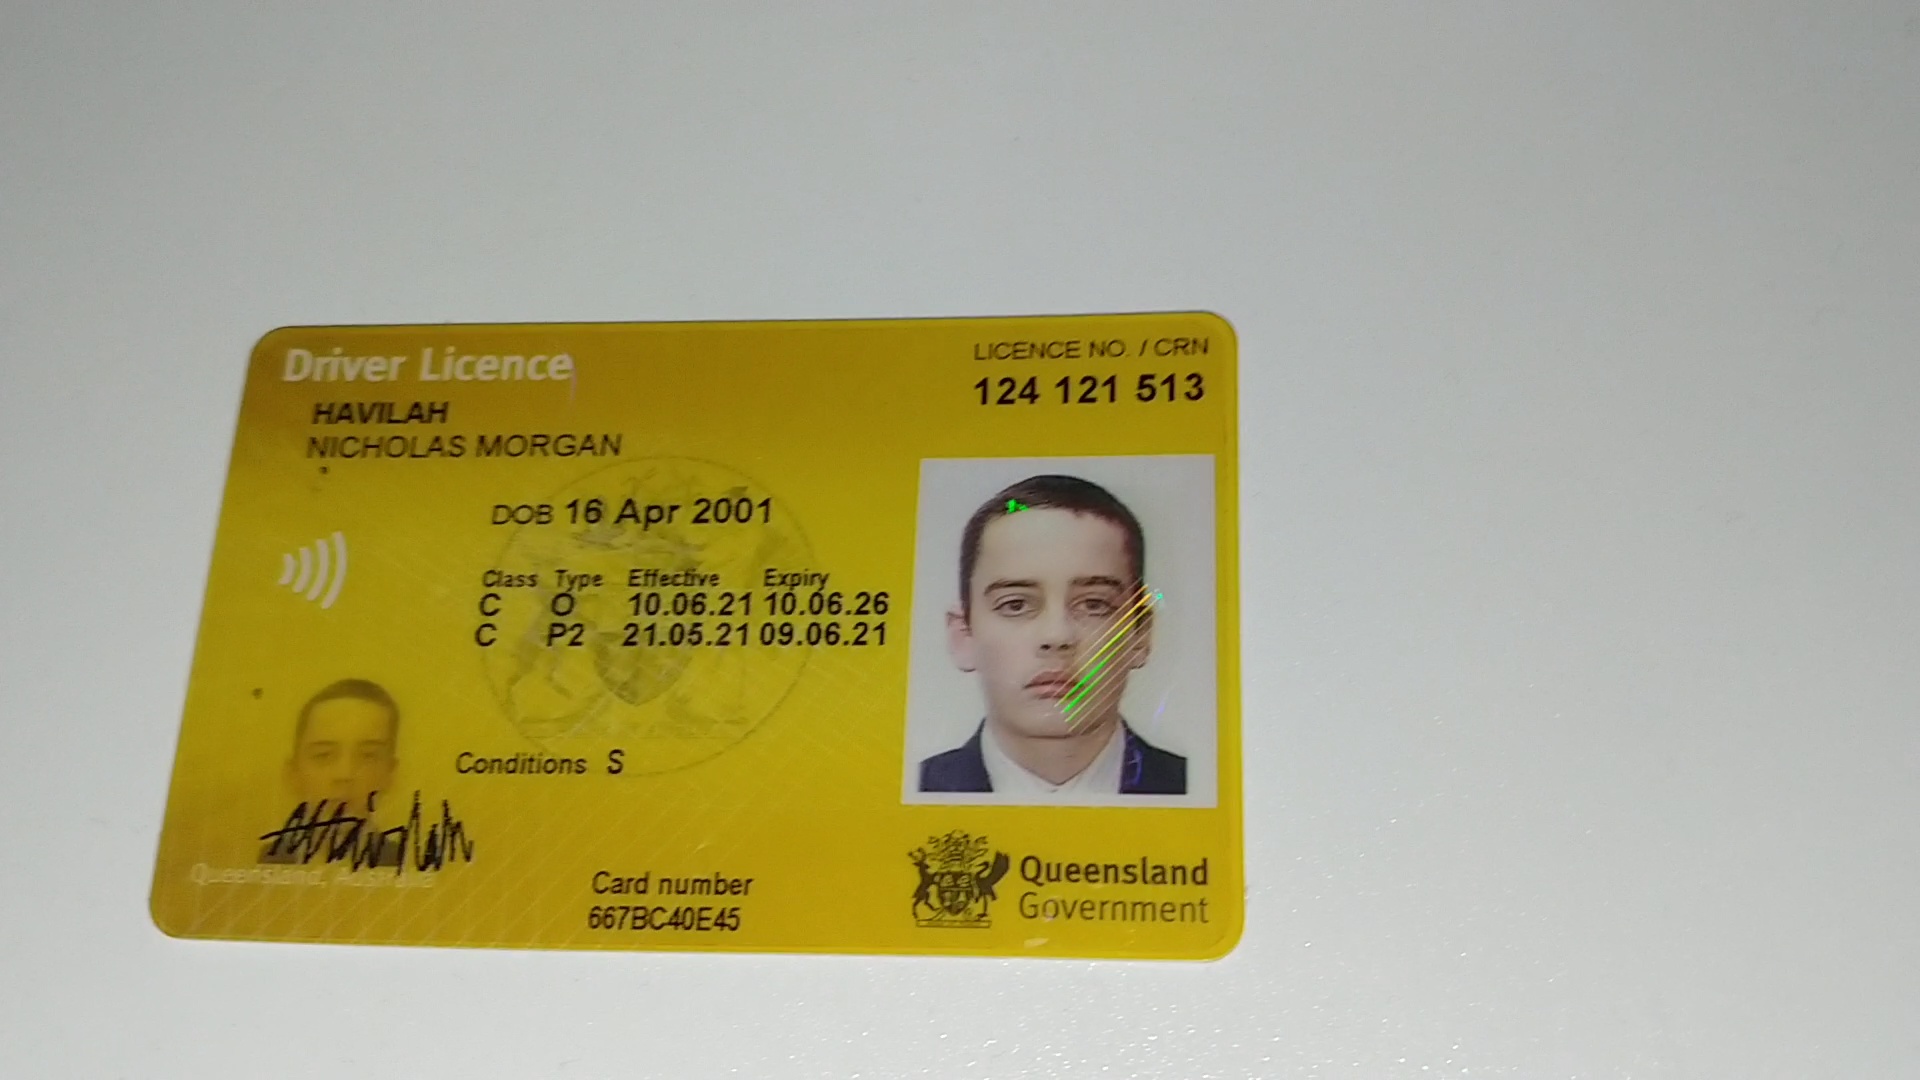 Driver Licence
HAVILAH
NICHOLAS MORGAN
LICENCE NO. / CRN
124 121 513
DOB 16 Apr 2001
Class Type Effective Expiry
C O 10.06.21 10.06.26
C P2 21.05.21 09.06.21
Conditions S
Queensland, Australia
Card number
667BC40E45
Queensland
Government